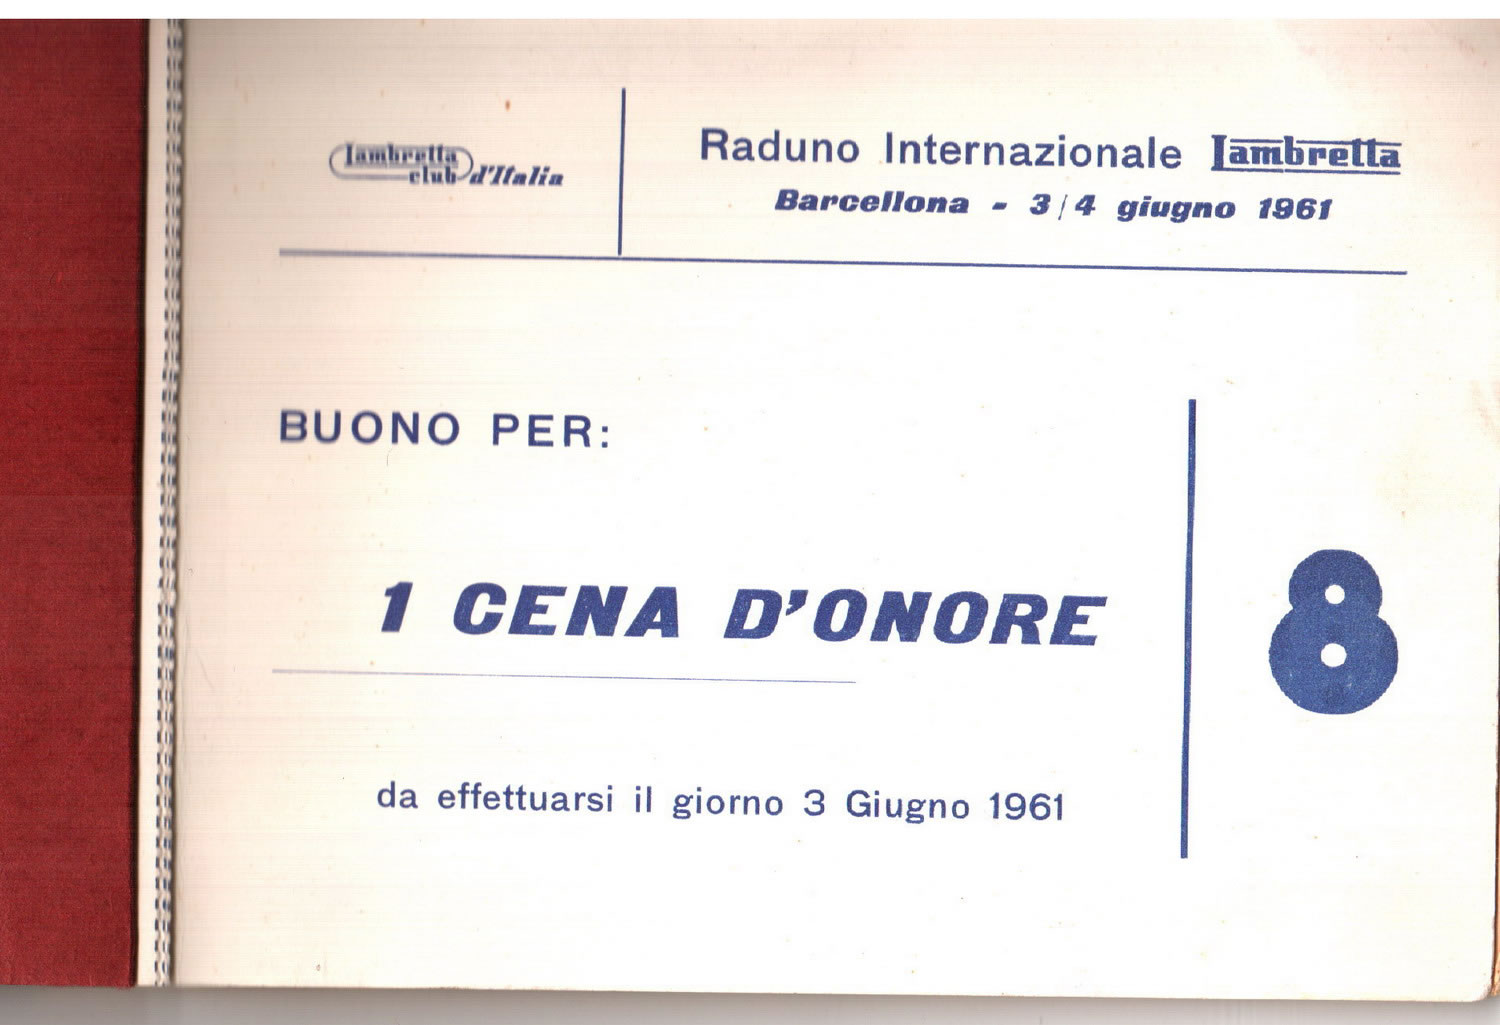 Lambretta
club d'Italia
Raduno Internazionale Lambretta
Barcellona - 3/4 giugno 1961
BUONO PER:
1 CENA D'ONORE
8
da effettuarsi il giorno 3 Giugno 1961